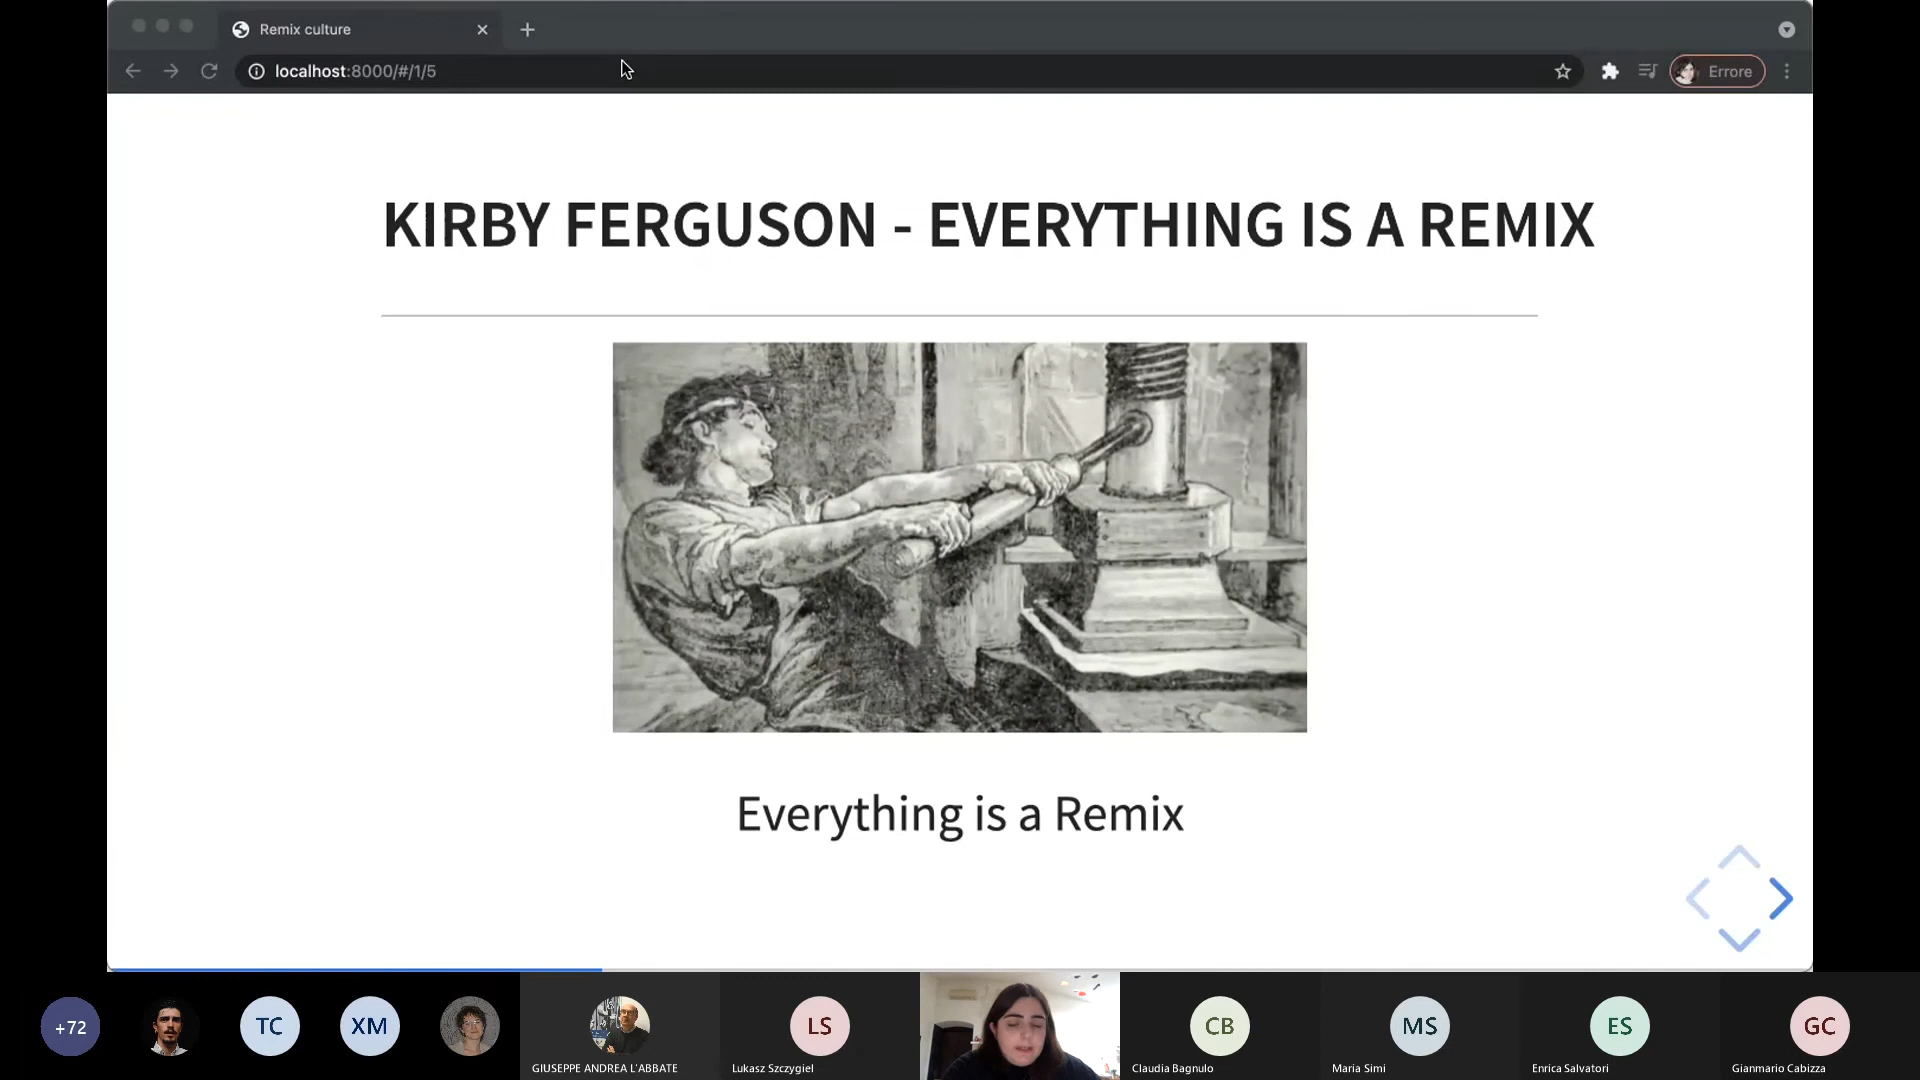 Remix culture
localhost:8000/#/1/5
Errore
KIRBY FERGUSON - EVERYTHING IS A REMIX
Everything is a Remix
+72
TC
XM
LS
CB
MS
ES
GC
GIUSEPPE ANDREA L'ABBATE
Lukasz Szczygiel
Claudia Bagnulo
Maria Simi
Enrica Salvatori
Gianmario Cabizza